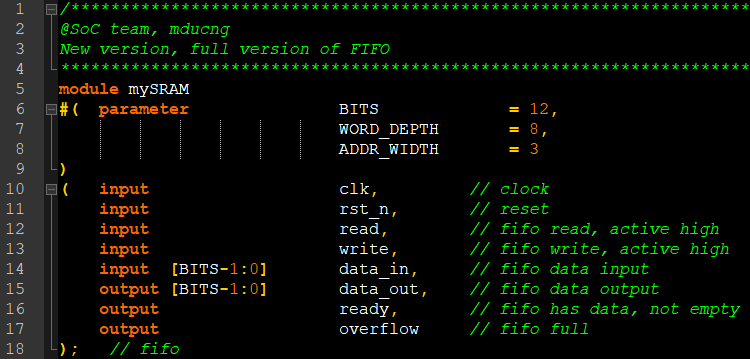 1 /********************************************************************
2 @SoC team, mducng
3 New version, full version of FIFO
4 *********************************************************************
5 module mySRAM
6 #( parameter BITS = 12,
7 WORD_DEPTH = 8,
8 ADDR_WIDTH = 3
9 )
10 ( input clk, // clock
11 input rst_n, // reset
12 input read, // fifo read, active high
13 input write, // fifo write, active high
14 input [BITS-1:0] data_in, // fifo data input
15 output [BITS-1:0] data_out, // fifo data output
16 output ready, // fifo has data, not empty
17 output overflow // fifo full
18 ); // fifo